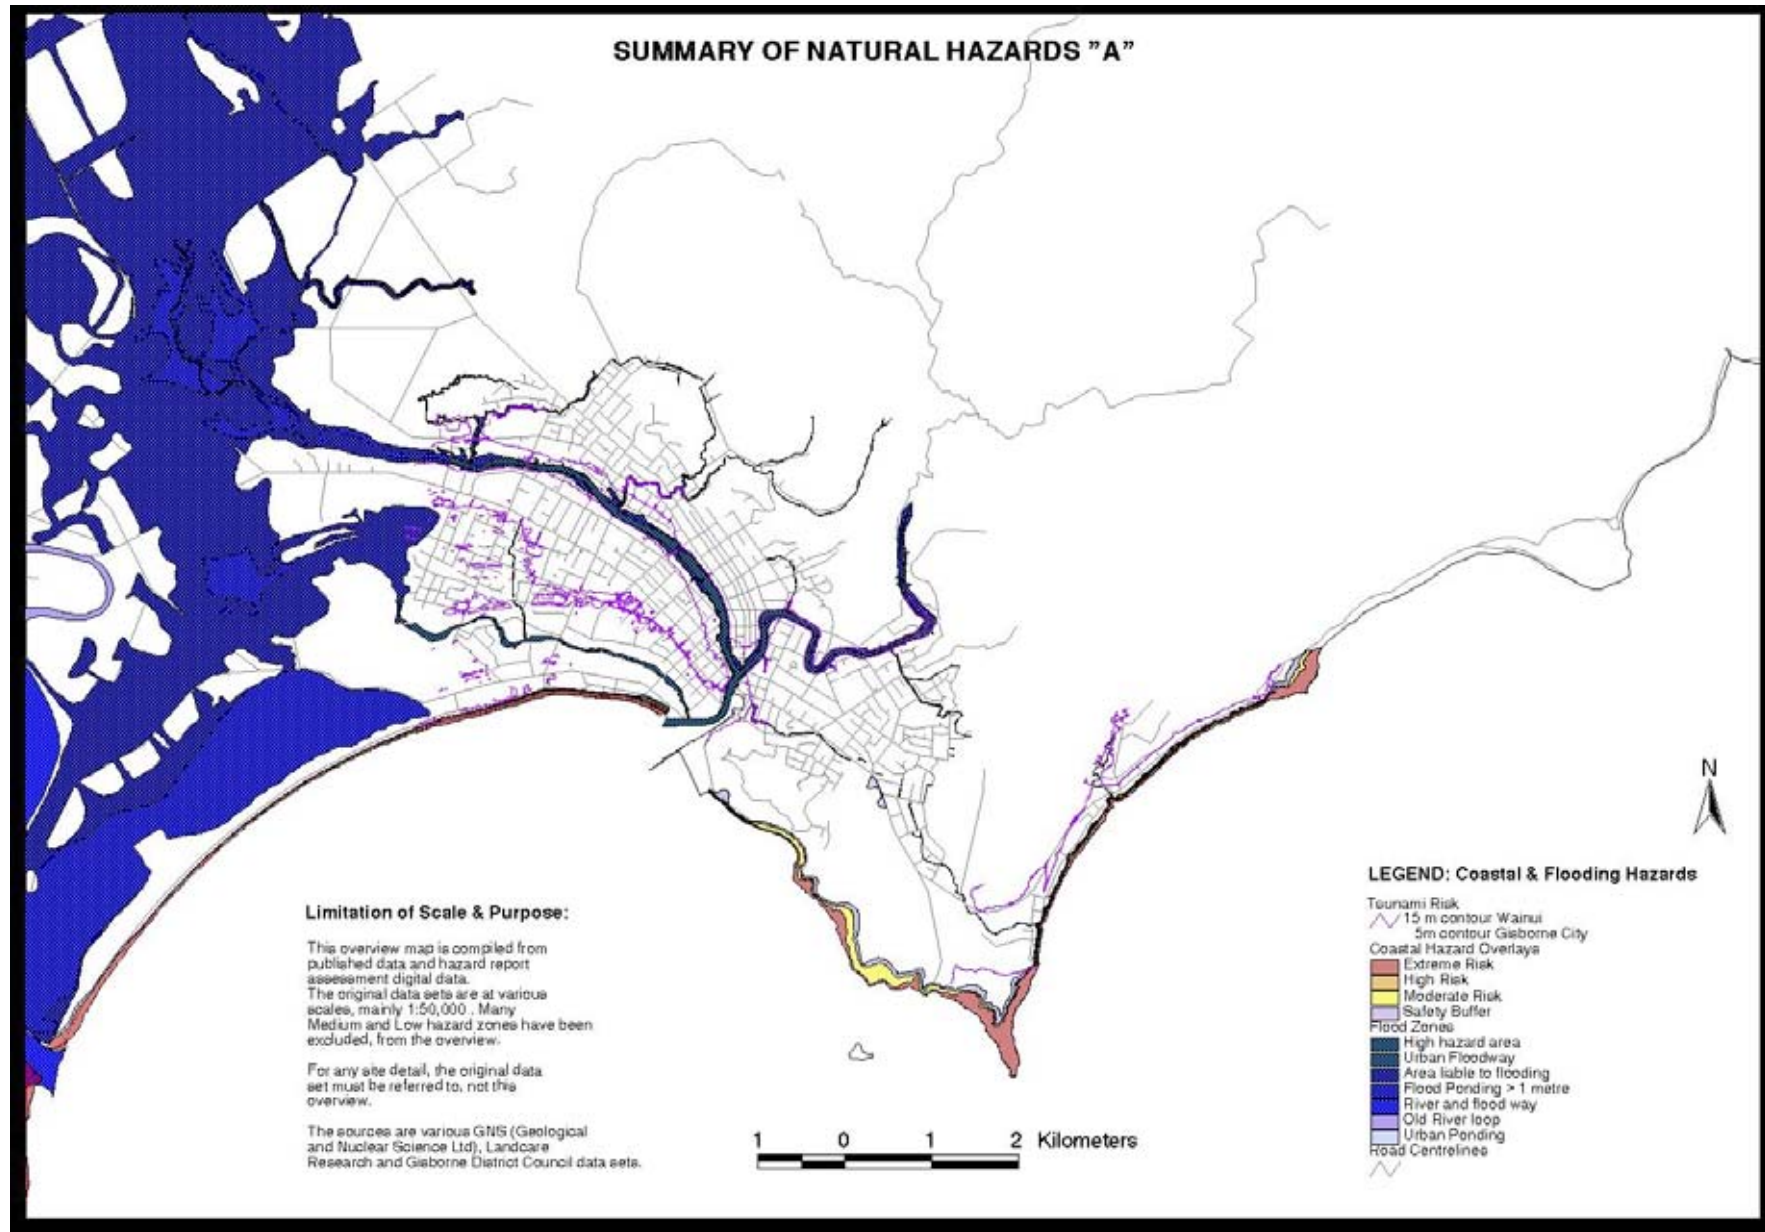 SUMMARY OF NATURAL HAZARDS "A"
N
Limitation of Scale & Purpose:
This overview map is compiled from
published data and hazard report
assessment digital data.
The original data sets are at various
scales, mainly 1:50,000 . Many
Medium and Low hazard zones have been
excluded, from the overview.
For any site detail, the original data
set must be referred to, not this
overview.
The sources are various GNS (Geological
and Nuclear Science Ltd), Landcare
Research and Gisborne District Council data sets.
1 0 1 2 Kilometers
LEGEND: Coastal & Flooding Hazards
Tsunami Risk
15 m contour Wainui
5m contour Gisborne City
Coastal Hazard Overlays
Extreme Risk
High Risk
Moderate Risk
Safety Buffer
Flood Zones
High hazard area
Urban Floodway
Area liable to flooding
Flood Ponding > 1 metre
River and flood way
Old River loop
Urban Ponding
Road Centrelines